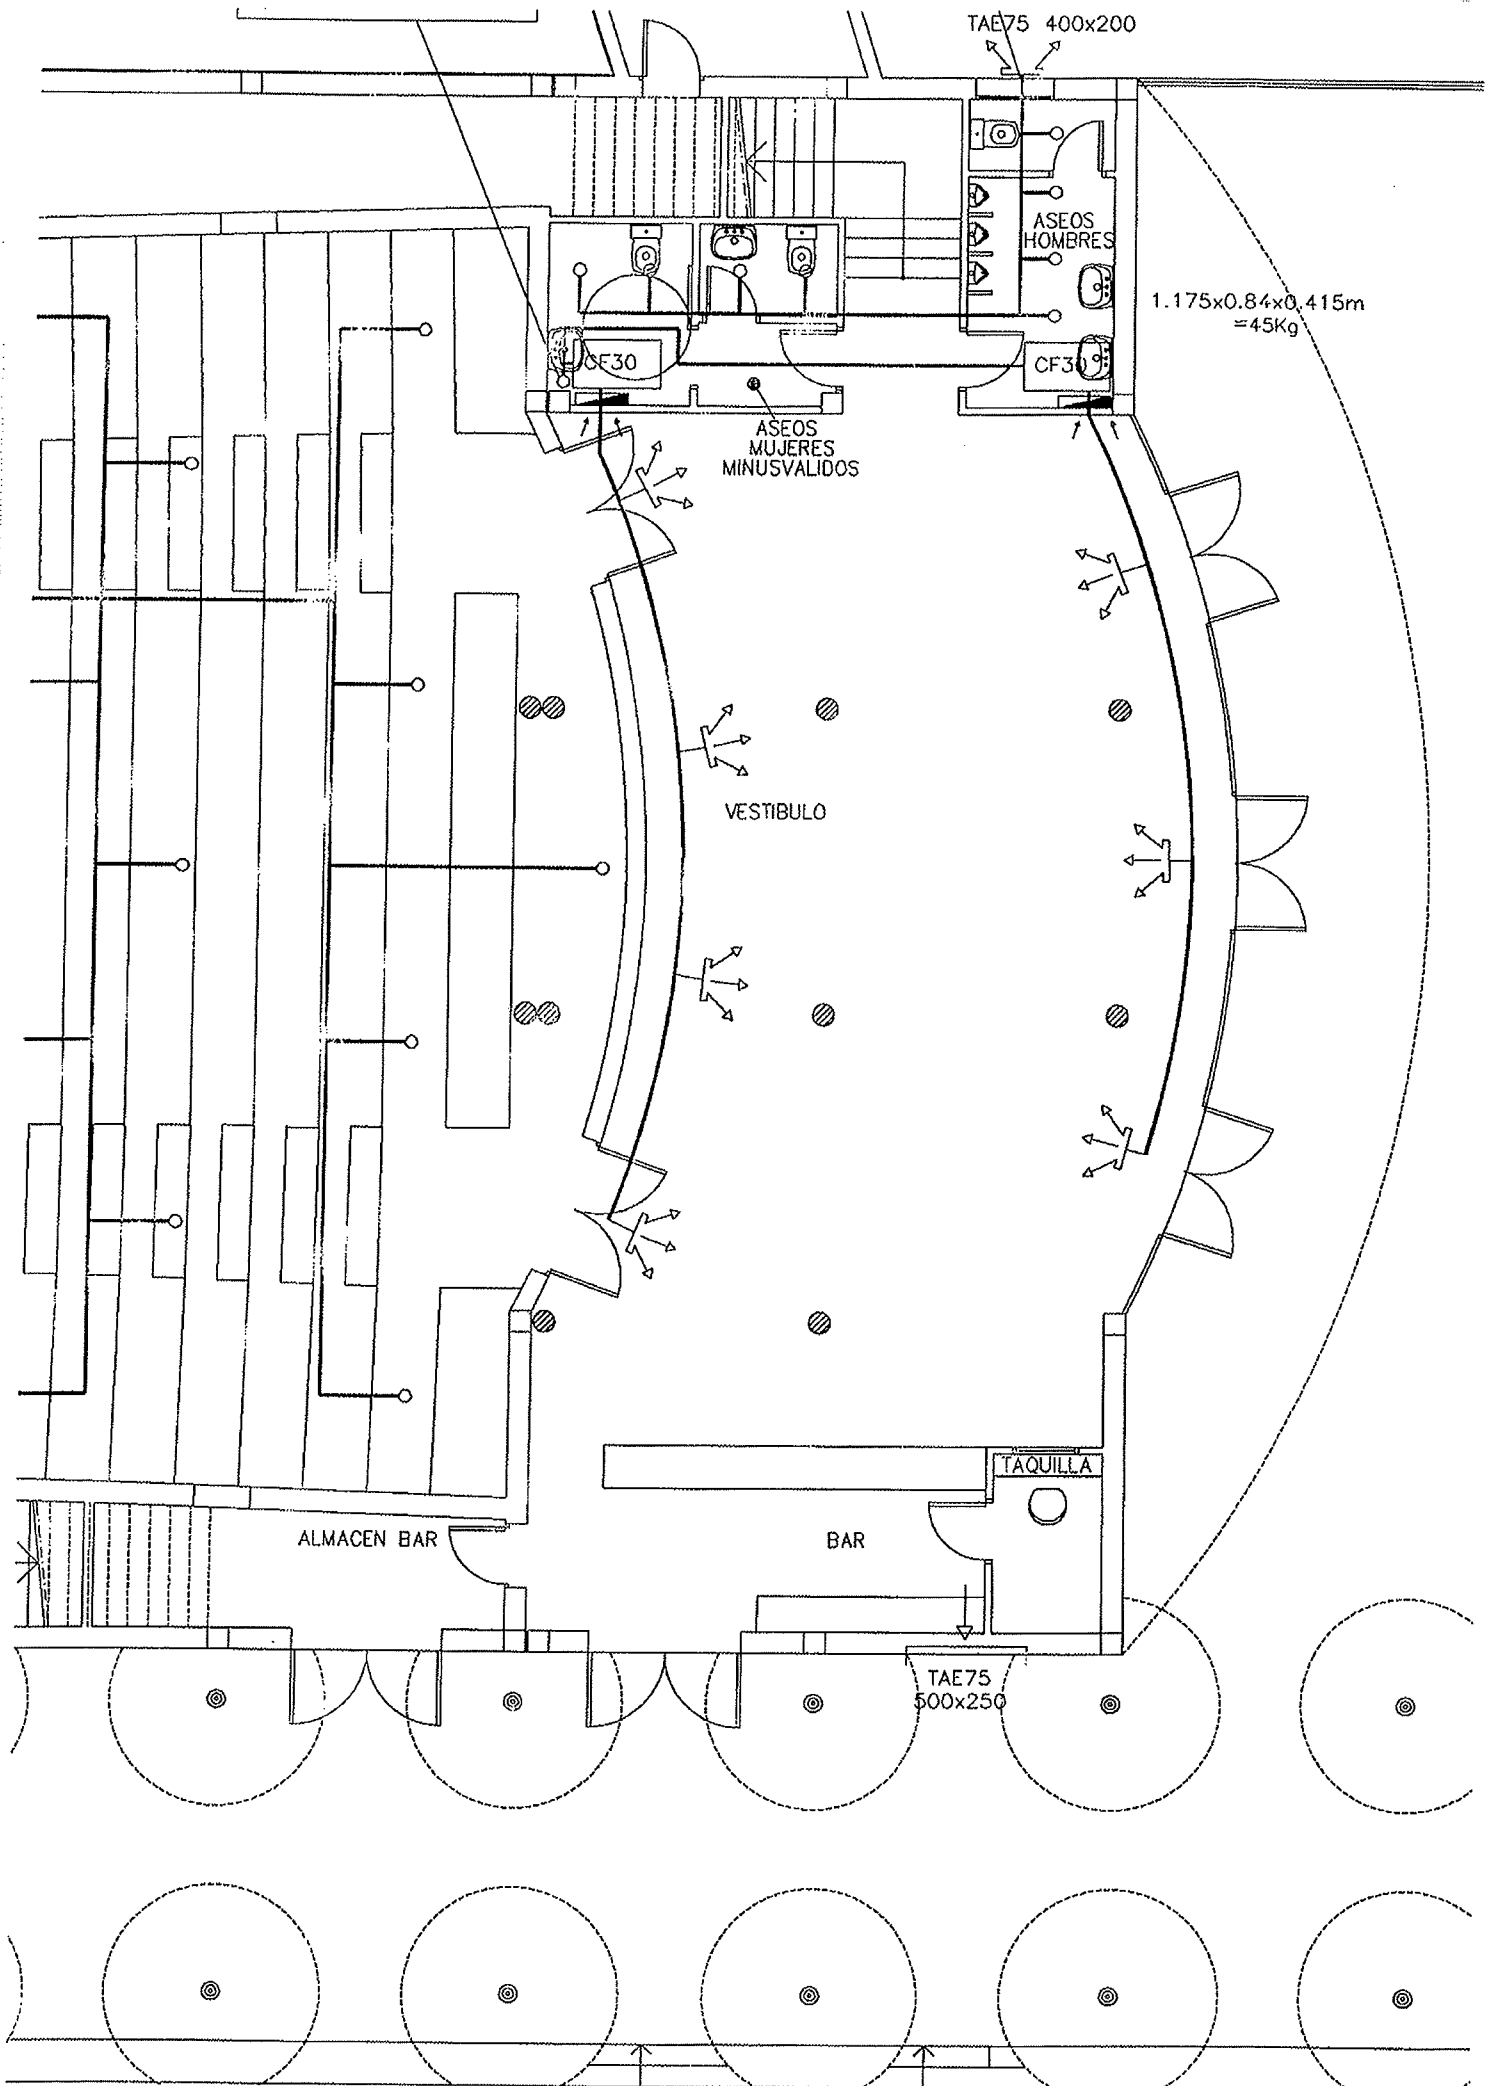 TAE75 400x200
ASEOS
HOMBRES
1.175x0.84x0.415m
=45Kg
CF30
CF30
ASEOS
MUJERES
MINUSVALIDOS
VESTIBULO
TAQUILLA
ALMACEN BAR
BAR
TAE75
500x250